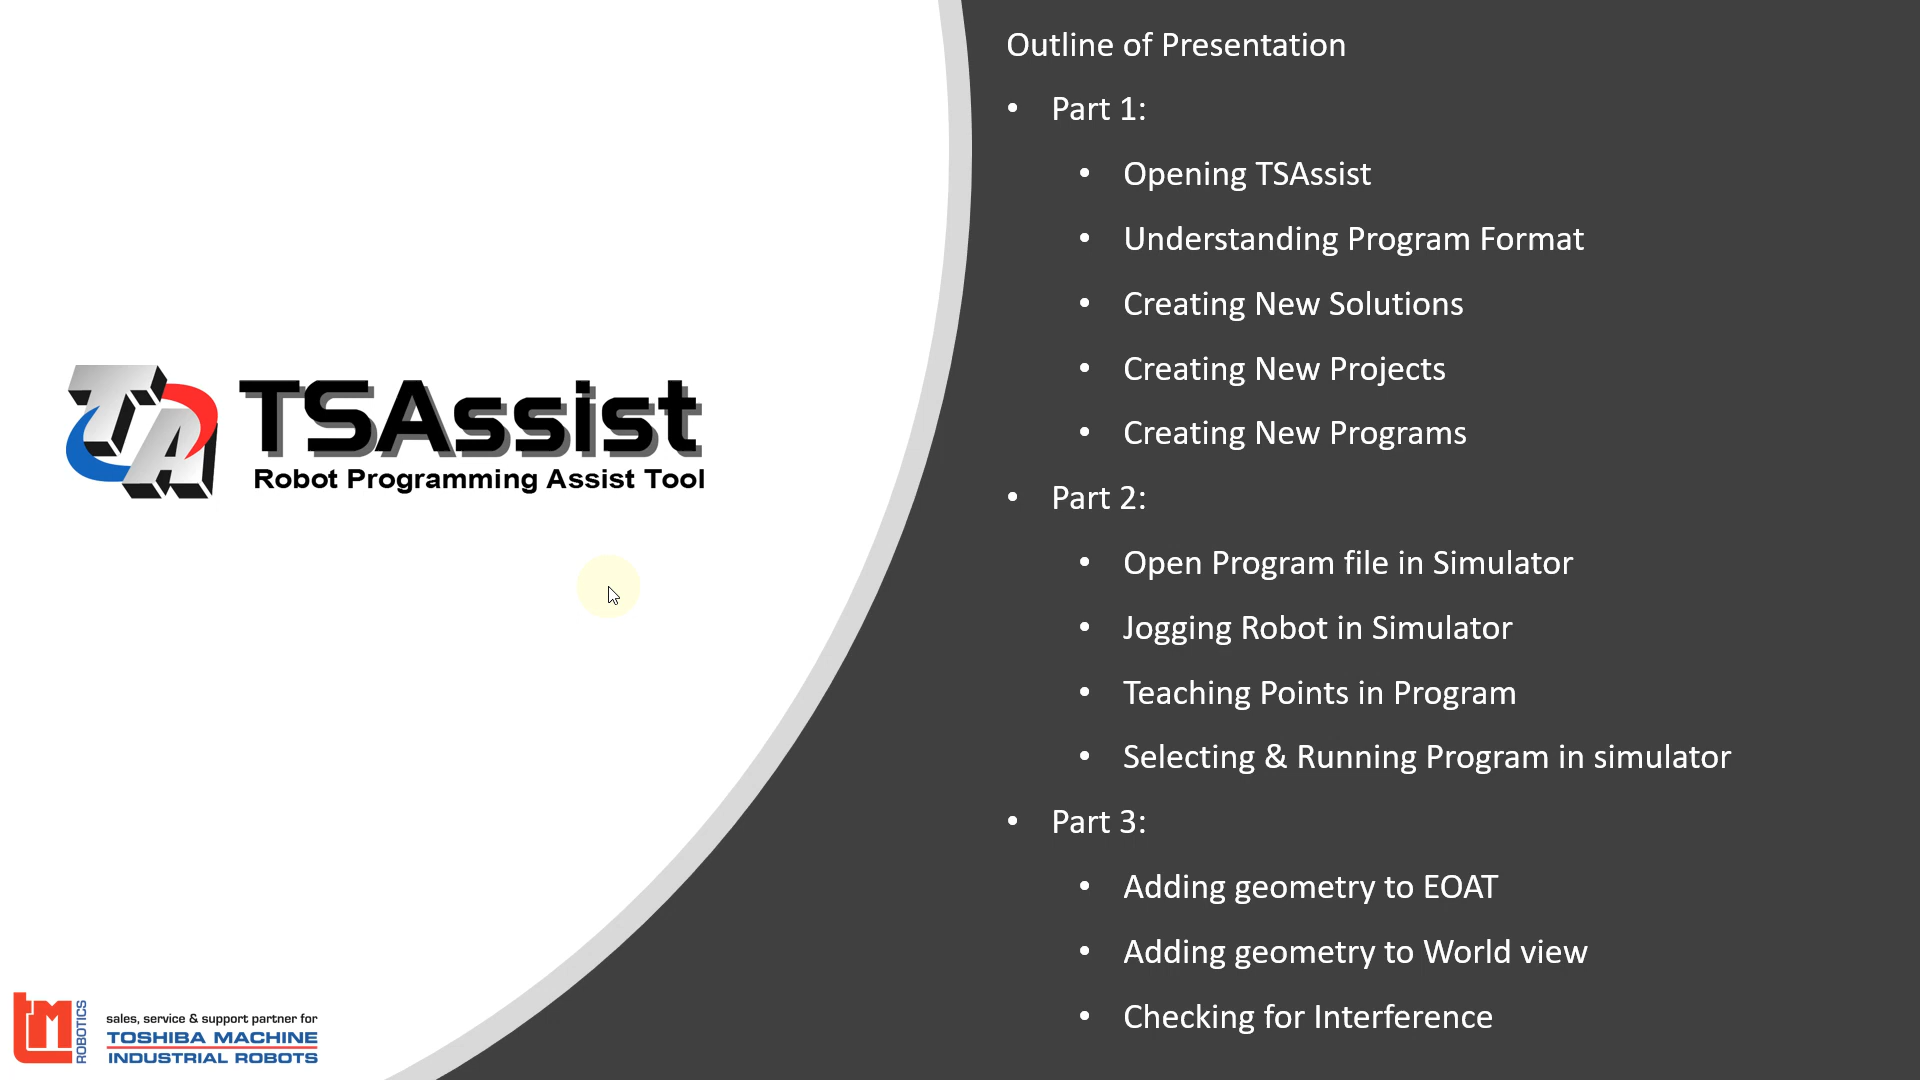 TA
TSAssist
Robot Programming Assist Tool
tm
ROBOTICS
sales, service & support partner for
TOSHIBA MACHINE
INDUSTRIAL ROBOTS
Outline of Presentation
• Part 1:
• Opening TSAssist
• Understanding Program Format
• Creating New Solutions
• Creating New Projects
• Creating New Programs
• Part 2:
• Open Program file in Simulator
• Jogging Robot in Simulator
• Teaching Points in Program
• Selecting & Running Program in simulator
• Part 3:
• Adding geometry to EOAT
• Adding geometry to World view
• Checking for Interference